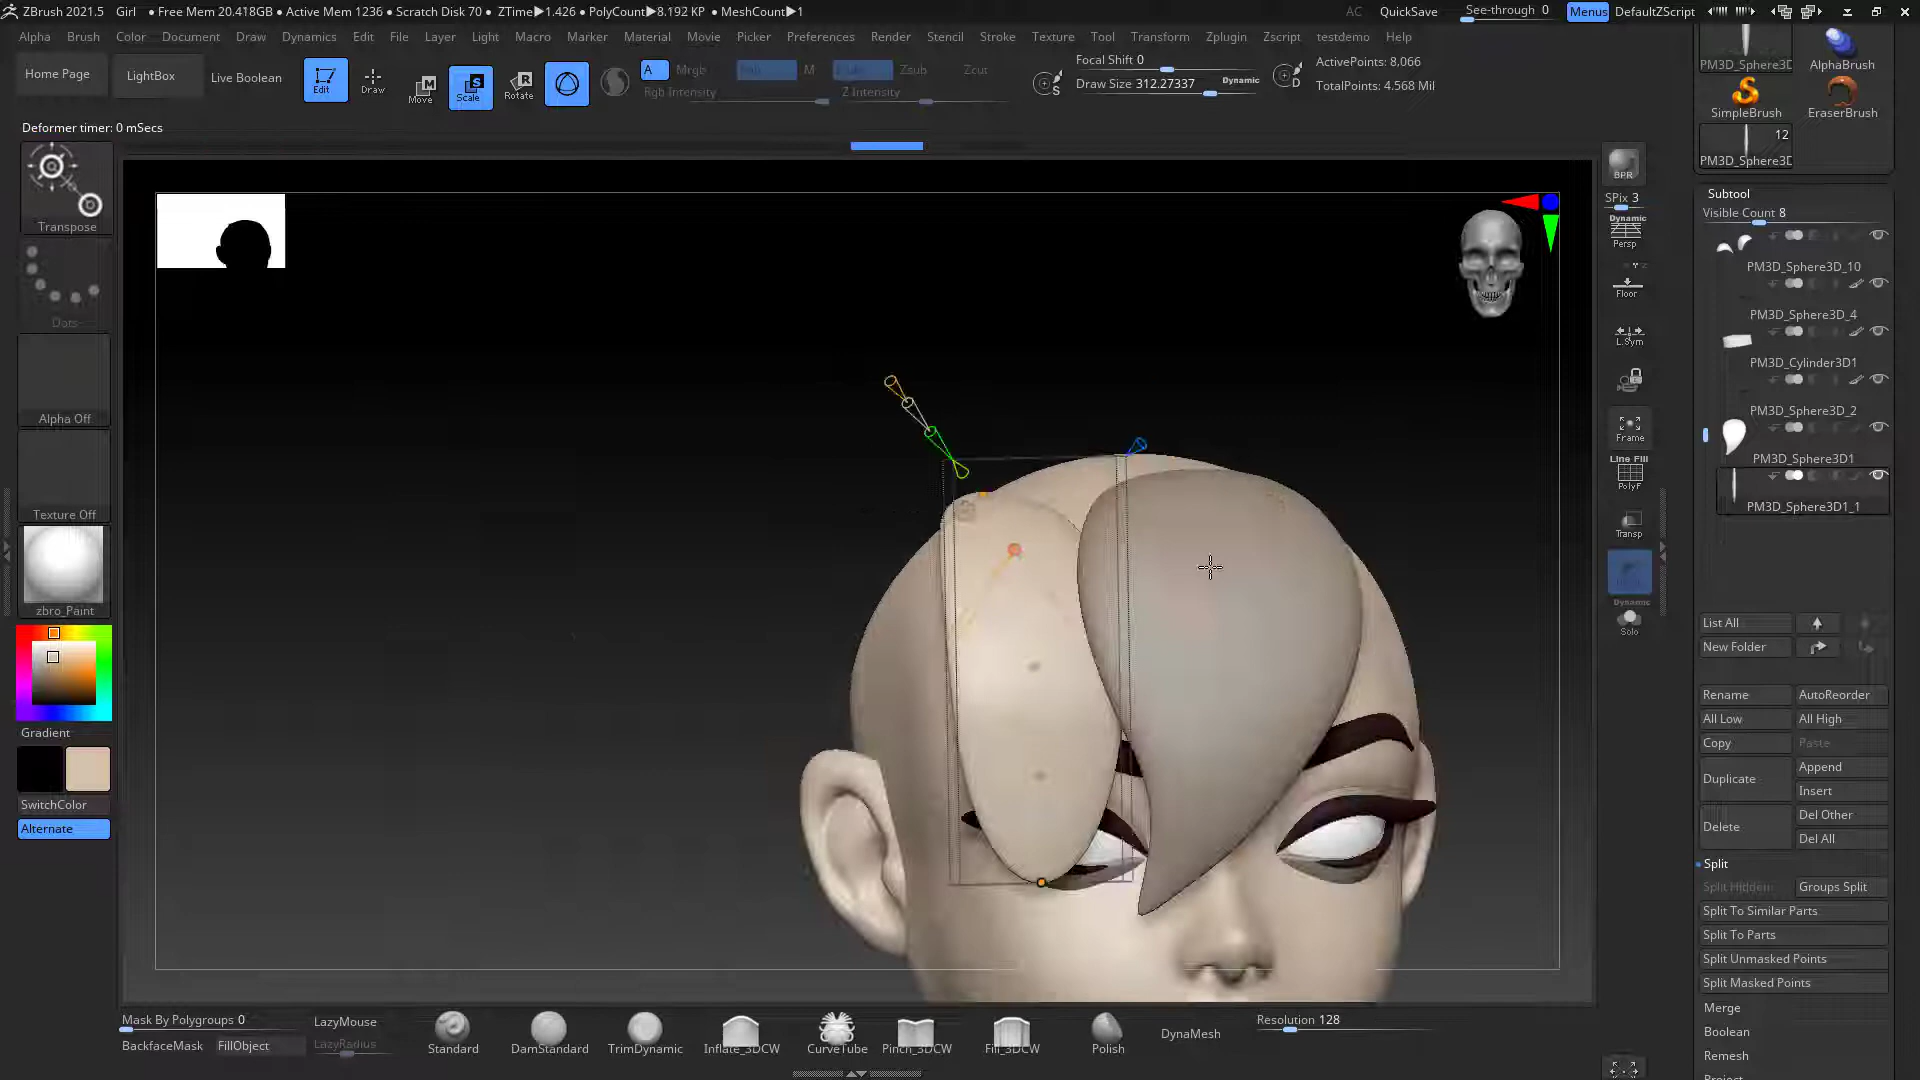 ZBrush 2021.5 Girl • Free Mem 20.418GB • Active Mem 1236 • Scratch Disk 70 • ZTime▶1.426 • PolyCount▶8.192 KP • MeshCount▶1
AC QuickSave See-through 0 Menus DefaultZScript
Alpha Brush Color Document Draw Dynamics Edit File Layer Light Macro Marker Material Movie Picker Preferences Render Stencil Stroke Texture Tool Transform Zplugin Zscript testdemo Help
Home Page LightBox Live Boolean Edit Draw Move Scale Rotate
A Mrgb M Zsub Zcut
Rgb Intensity Z Intensity
Focal Shift 0
Draw Size 312.27337 Dynamic
S D
ActivePoints: 8.066
TotalPoints: 4.568 Mil
Deformer timer: 0 mSecs
PM3D_Sphere3D AlphaBrush
SimpleBrush EraserBrush
12
PM3D_Sphere3D
Transpose
Dots
Alpha Off
Texture Off
zbro_Paint
Gradient
SwitchColor
Alternate
BPR
SPix 3
Dynamic
Persp
Floor
L.Sym
Frame
Line Fill
PolyF
Transp
Dynamic
Solo
Subtool
Visible Count 8
PM3D_Sphere3D_10
PM3D_Sphere3D_4
PM3D_Cylinder3D1
PM3D_Sphere3D_2
PM3D_Sphere3D1
PM3D_Sphere3D1_1
List All
New Folder
Rename AutoReorder
All Low All High
Copy Paste
Duplicate Append
Insert
Delete Del Other
Del All
Split
Split Hidden Groups Split
Split To Similar Parts
Split To Parts
Split Unmasked Points
Split Masked Points
Merge
Boolean
Remesh
Project
Mask By Polygroups 0
BackfaceMask FillObject
LazyMouse
LazyRadius
Standard DamStandard TrimDynamic Inflate_3DCW CurveTube Pinch_3DCW Fill_3DCW Polish
DynaMesh
Resolution 128